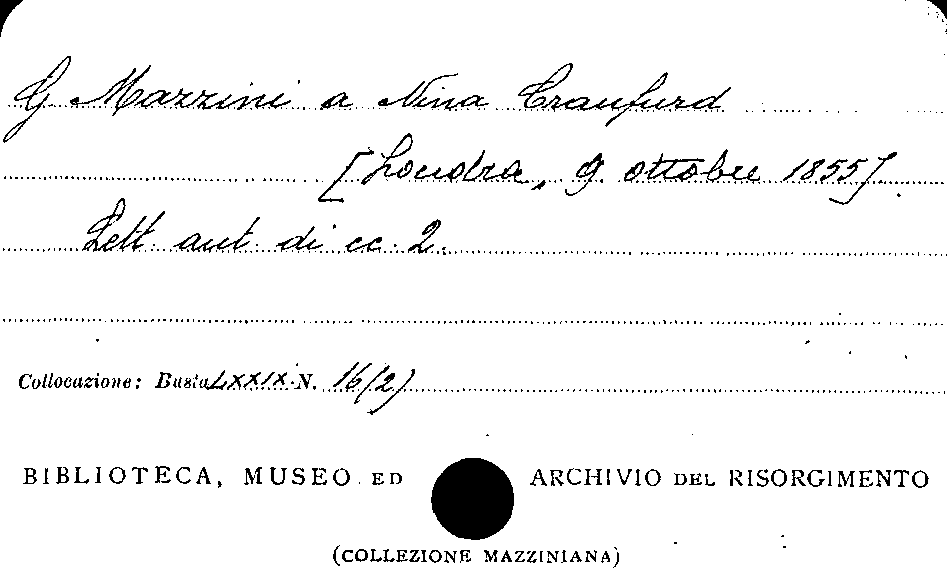 G. Mazzini a Nina Craufurd
[Londra, 9 ottobre 1855].
Lett. aut. di cc. 2.
Collocazione: Busta LXXIX N. 16(2)
BIBLIOTECA, MUSEO ED ARCHIVIO DEL RISORGIMENTO
(COLLEZIONE MAZZINIANA)